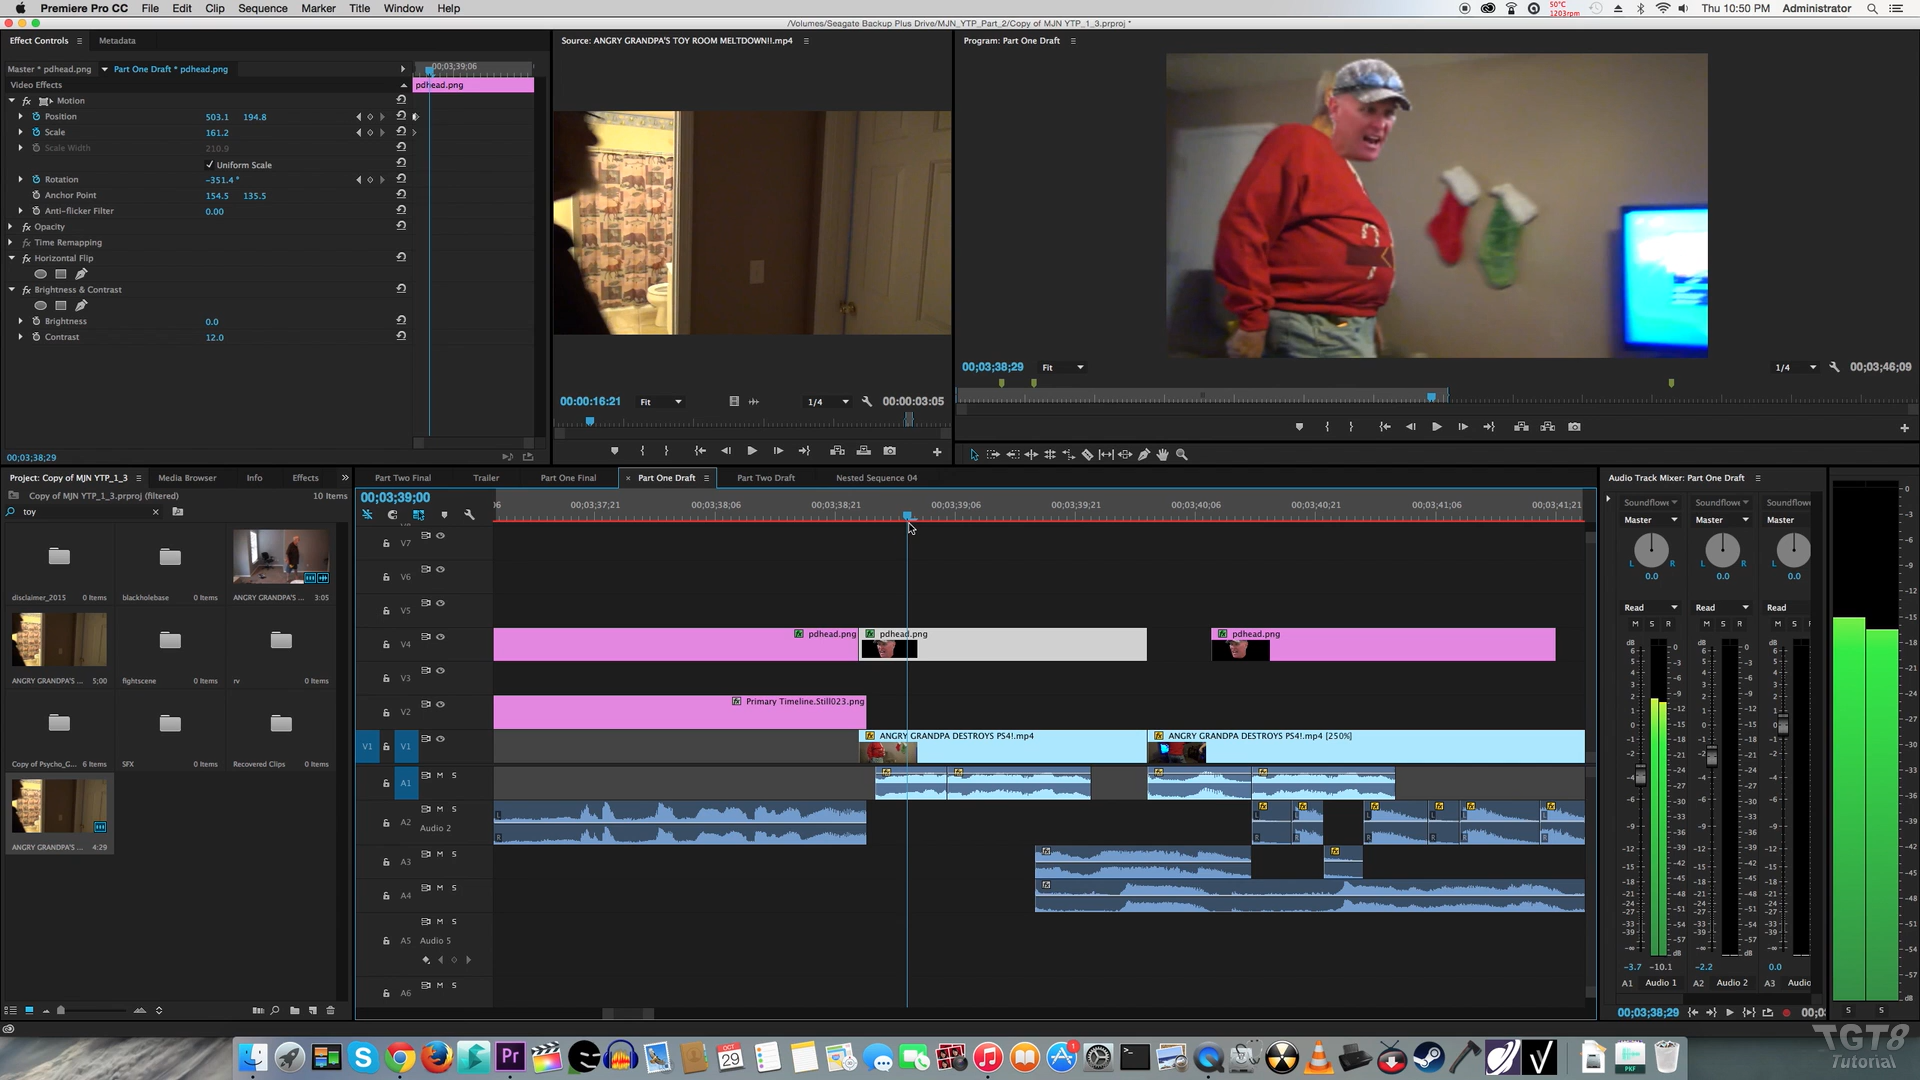 Premiere Pro CC File Edit Clip Sequence Marker Title Window Help
50°C
1203rpm
Thu 10:50 PM Administrator
/Volumes/Seagate Backup Plus Drive/MJN_YTP_Part_2/Copy of MJN YTP_1_3.prproj *
Effect Controls Metadata
Master * pdhead.png Part One Draft * pdhead.png
00;03;39;06
Video Effects
pdhead.png
fx Motion
Position 503.1 194.8
Scale 161.2
Scale Width 210.9
Uniform Scale
Rotation -351.4 °
Anchor Point 154.5 135.5
Anti-flicker Filter 0.00
fx Opacity
fx Time Remapping
fx Horizontal Flip
fx Brightness & Contrast
Brightness 0.0
Contrast 12.0
00;03;38;29
Source: ANGRY GRANDPA'S TOY ROOM MELTDOWN!!.mp4
00:00:16:21 Fit 1/4 00:00:03:05
Program: Part One Draft
00;03;38;29 Fit 1/4 00;03;46;09
Project: Copy of MJN YTP_1_3 Media Browser Info Effects
Copy of MJN YTP_1_3.prproj (filtered) 10 Items
toy
disclaimer_2015 0 Items
blackholebase 0 Items
ANGRY GRANDPA'S ... 3:05
ANGRY GRANDPA'S ... 5;00
fightscene 0 Items
rv 0 Items
Copy of Psycho_G... 6 Items
SFX 0 Items
Recovered Clips 0 Items
ANGRY GRANDPA'S ... 4:29
Part Two Final Trailer Part One Final Part One Draft Part Two Draft Nested Sequence 04
00;03;39;00
00;03;37;21 00;03;38;06 00;03;38;21 00;03;39;06 00;03;39;21 00;03;40;06 00;03;40;21 00;03;41;06 00;03;41;21
V7
V6
V5
V4
pdhead.png pdhead.png pdhead.png
V3
V2
Primary Timeline.Still023.png
V1 V1
ANGRY GRANDPA DESTROYS PS4!.mp4 ANGRY GRANDPA DESTROYS PS4!.mp4 [250%]
A1 M S
A2 M S
Audio 2
A3 M S
A4 M S
A5 M S
Audio 5
A6 M S
Audio Track Mixer: Part One Draft
Soundflow Soundflow Soundflow
Master Master Master
L R L R L R
0.0 0.0 0.0
Read Read Read
M S R M S R M S R
-3.7 -10.1 -2.2 0.0
A1 Audio 1 A2 Audio 2 A3 Audio
00;03;38;29
S S
OCT
29
Pr
PKF
TGT8
Tutorial